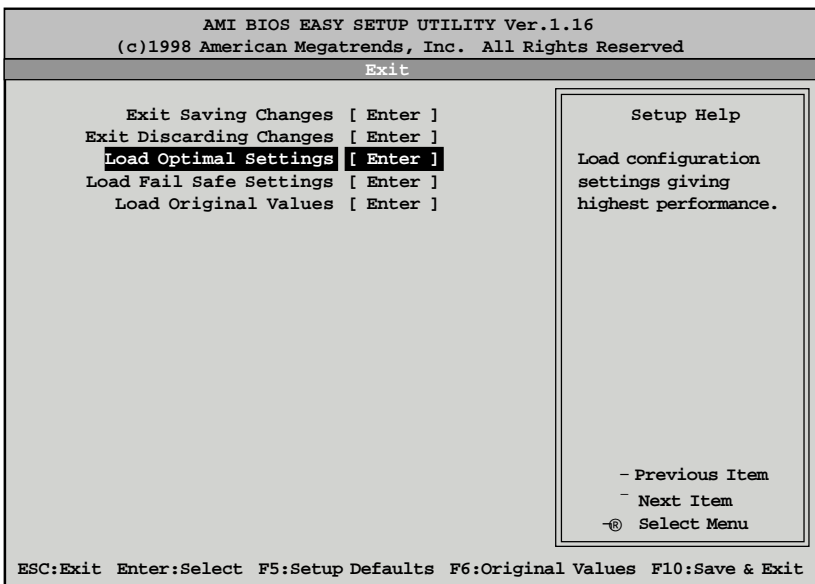 AMI BIOS EASY SETUP UTILITY Ver.1.16
(c)1998 American Megatrends, Inc. All Rights Reserved
Exit
Exit Saving Changes [ Enter ]
Exit Discarding Changes [ Enter ]
Load Optimal Settings [ Enter ]
Load Fail Safe Settings [ Enter ]
Load Original Values [ Enter ]
Setup Help
Load configuration
settings giving
highest performance.
– Previous Item
¯ Next Item
¬® Select Menu
ESC:Exit Enter:Select F5:Setup Defaults F6:Original Values F10:Save & Exit